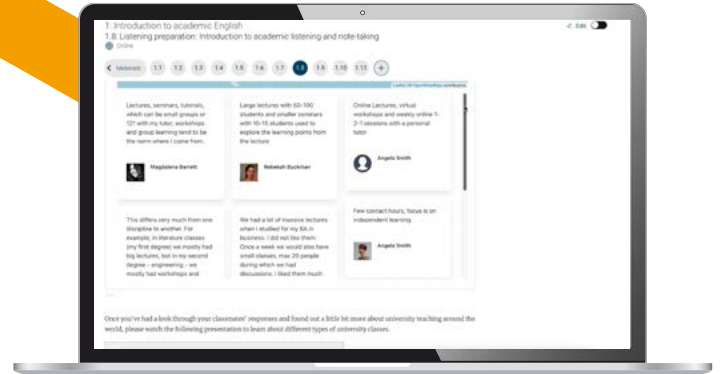 1. Introduction to academic English
1.8 Listening preparation: Introduction to academic listening and note-taking
Online
Edit
Materials 1.1 1.2 1.3 1.4 1.5 1.6 1.7 1.8 1.9 1.10 1.11
Lectures, seminars, tutorials,
which can be small groups or
121 with my tutor, workshops
and group learning tend to be
the norm where I come from.
Magdalena Barrett
Large lectures with 50-100
students and smaller seminars
with 10-15 students used to
explore the learning points from
the lecture
Rebekah Buckman
Online Lectures, virtual
workshops and weekly online 1-
2-1 sessions with a personal
tutor
Angela Smith
This differs very much from one
discipline to another. For
example, in literature classes
(my first degree) we mostly had
big lectures, but in my second
degree - engineering - we
mostly had workshops and
We had a lot of massive lectures
when I studied for my BA in
business. I did not like them.
Once a week we would also have
small classes, max 20 people
during which we had
discussions. I liked them much
Few contact hours, focus is on
independent learning
Angela Smith
Once you've had a look through your classmates' responses and found out a little bit more about university teaching around the
world, please watch the following presentation to learn about different types of university classes.